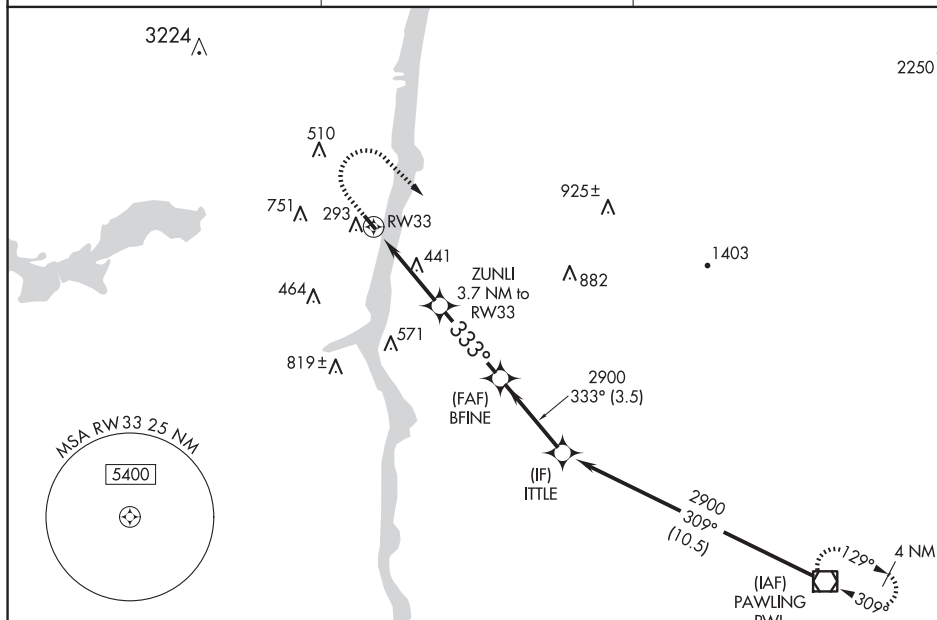 3224
2250
510
925±
751
293
RW33
441
1403
ZUNLI
3.7 NM to
RW33
882
464
571
333°
819±
2900
333° (3.5)
(FAF)
BFINE
MSA RW33 25 NM
5400
(IF)
ITTLE
2900
309°
(10.5)
129°
4 NM
309°
(IAF)
PAWLING